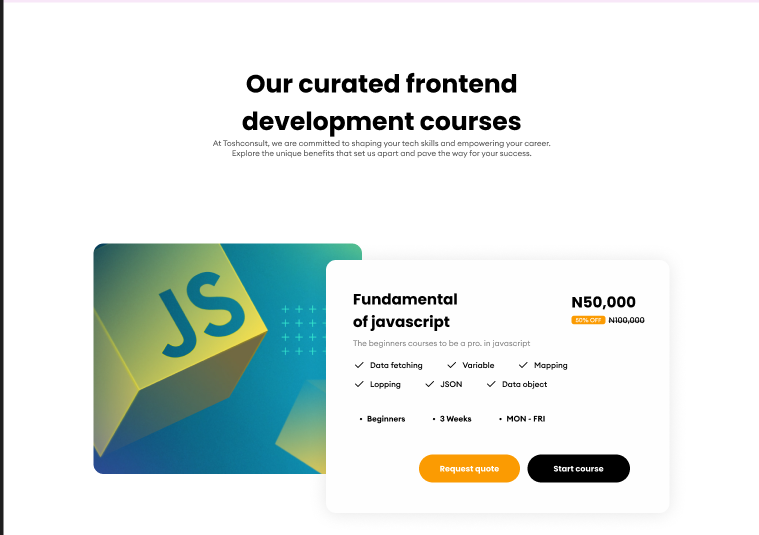 Our curated frontend
development courses
At Toshconsult, we are committed to shaping your tech skills and empowering your career.
Explore the unique benefits that set us apart and pave the way for your success.
JS
Fundamental
of javascript
N50,000
50% OFF N100,000
The beginners courses to be a pro. in javascript
Data fetching Variable Mapping
Lopping JSON Data object
• Beginners • 3 Weeks • MON - FRI
Request quote Start course